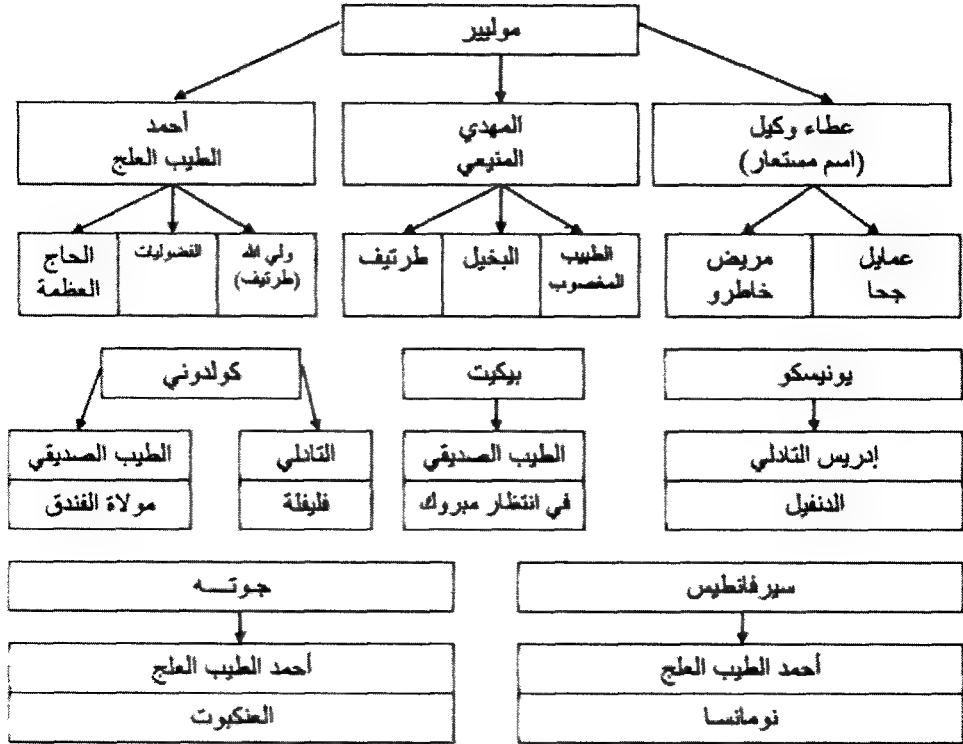 موليير
عطاء وكيل
(اسم مستعار)
المهدي
المنيعي
أحمد
الطيب العلج
عمايل
جحا
مريض
خاطرو
الطبيب
المغصوب
البخيل
طرتيف
ولي الله
(طرتيف)
الفضوليات
الحاج
العظمة
يونيسكو
إدريس التادلي
الدنفيل
بيكيت
الطيب الصديقي
في انتظار مبروك
كولدوني
التادلي
فليفلة
الطيب الصديقي
مولاة الفندق
سيرفانطيس
أحمد الطيب العلج
نومانسا
جوتـــه
أحمد الطيب العلج
العنكبوت